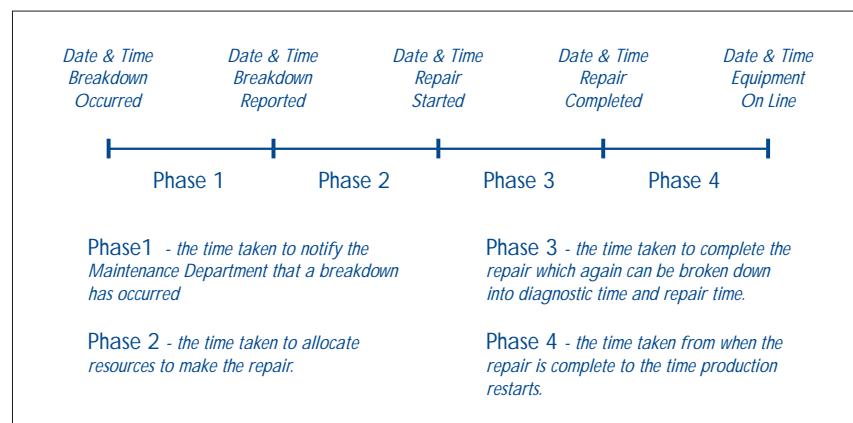 Date & Time
Breakdown
Occurred
Date & Time
Breakdown
Reported
Date & Time
Repair
Started
Date & Time
Repair
Completed
Date & Time
Equipment
On Line
Phase 1
Phase 2
Phase 3
Phase 4
Phase1 - the time taken to notify the
Maintenance Department that a breakdown
has occurred
Phase 2 - the time taken to allocate
resources to make the repair.
Phase 3 - the time taken to complete the
repair which again can be broken down
into diagnostic time and repair time.
Phase 4 - the time taken from when the
repair is complete to the time production
restarts.